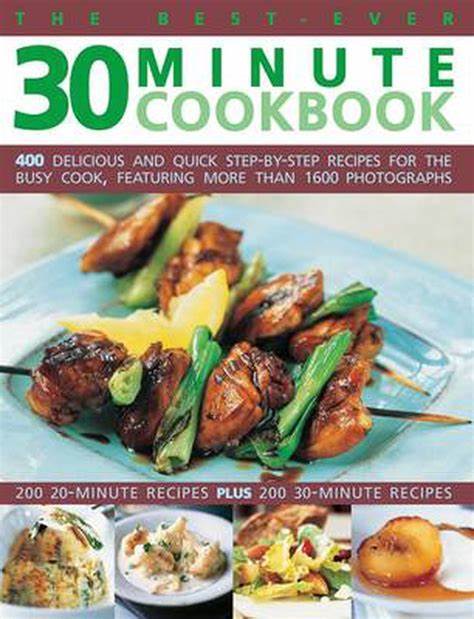 THE BEST-EVER
30 MINUTE
COOKBOOK
400 DELICIOUS AND QUICK STEP-BY-STEP RECIPES FOR THE
BUSY COOK, FEATURING MORE THAN 1600 PHOTOGRAPHS
200 20-MINUTE RECIPES PLUS 200 30-MINUTE RECIPES